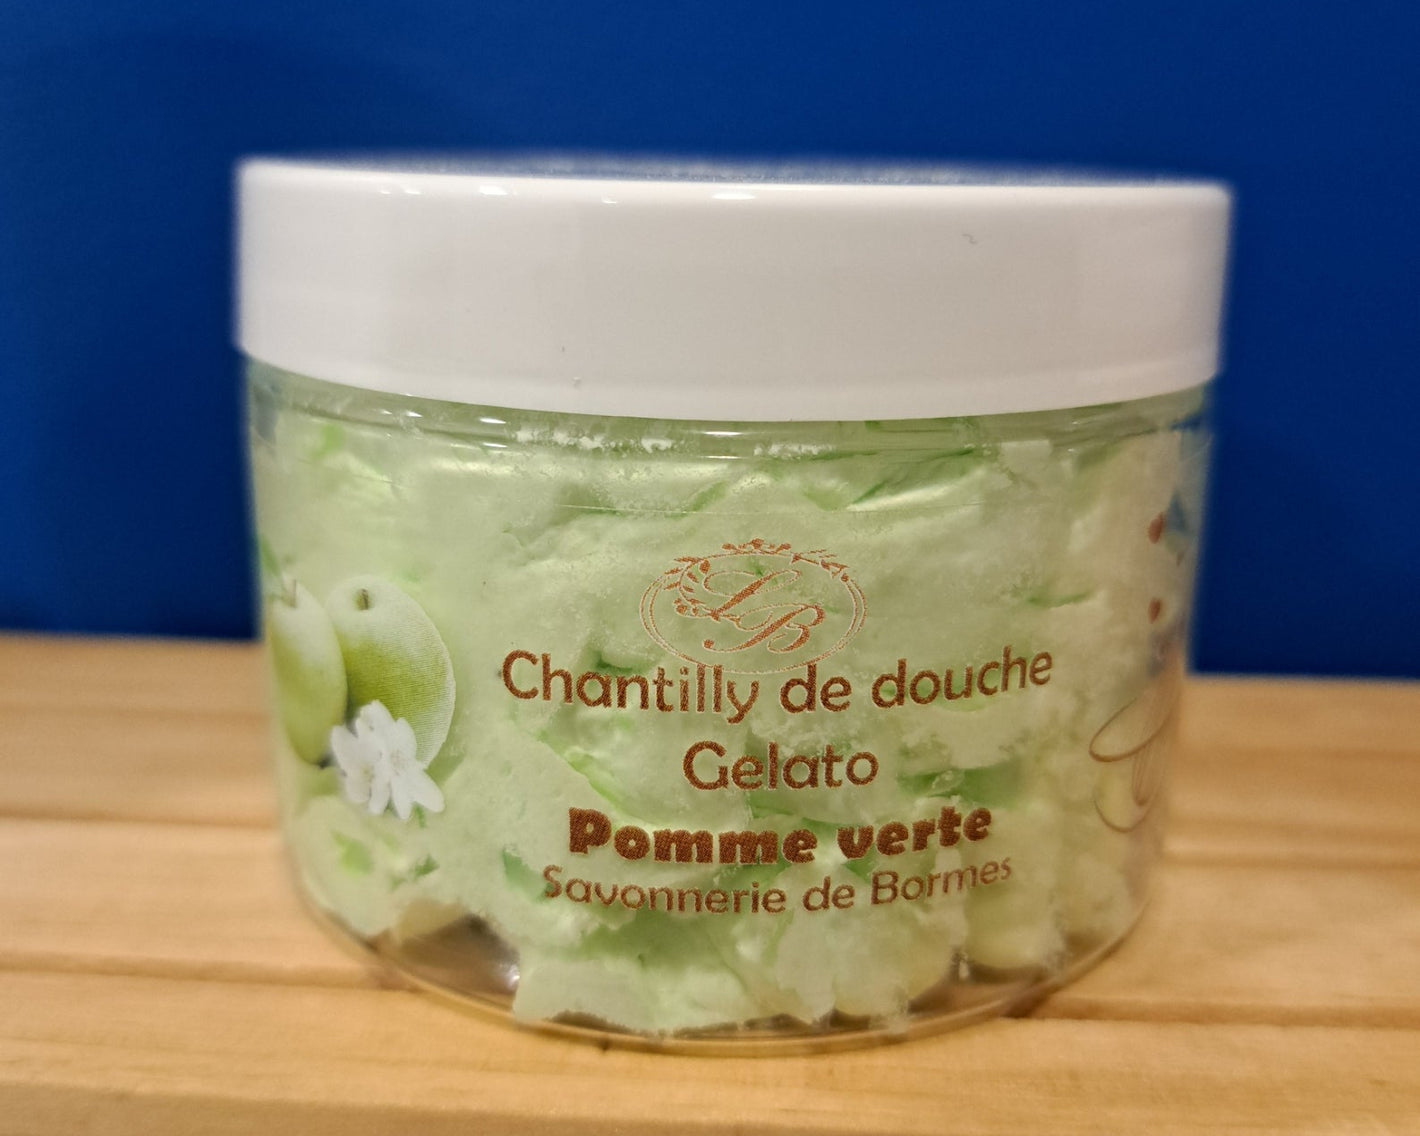 LB
Chantilly de douche
Gelato
Pomme verte
Savonnerie de Bormes